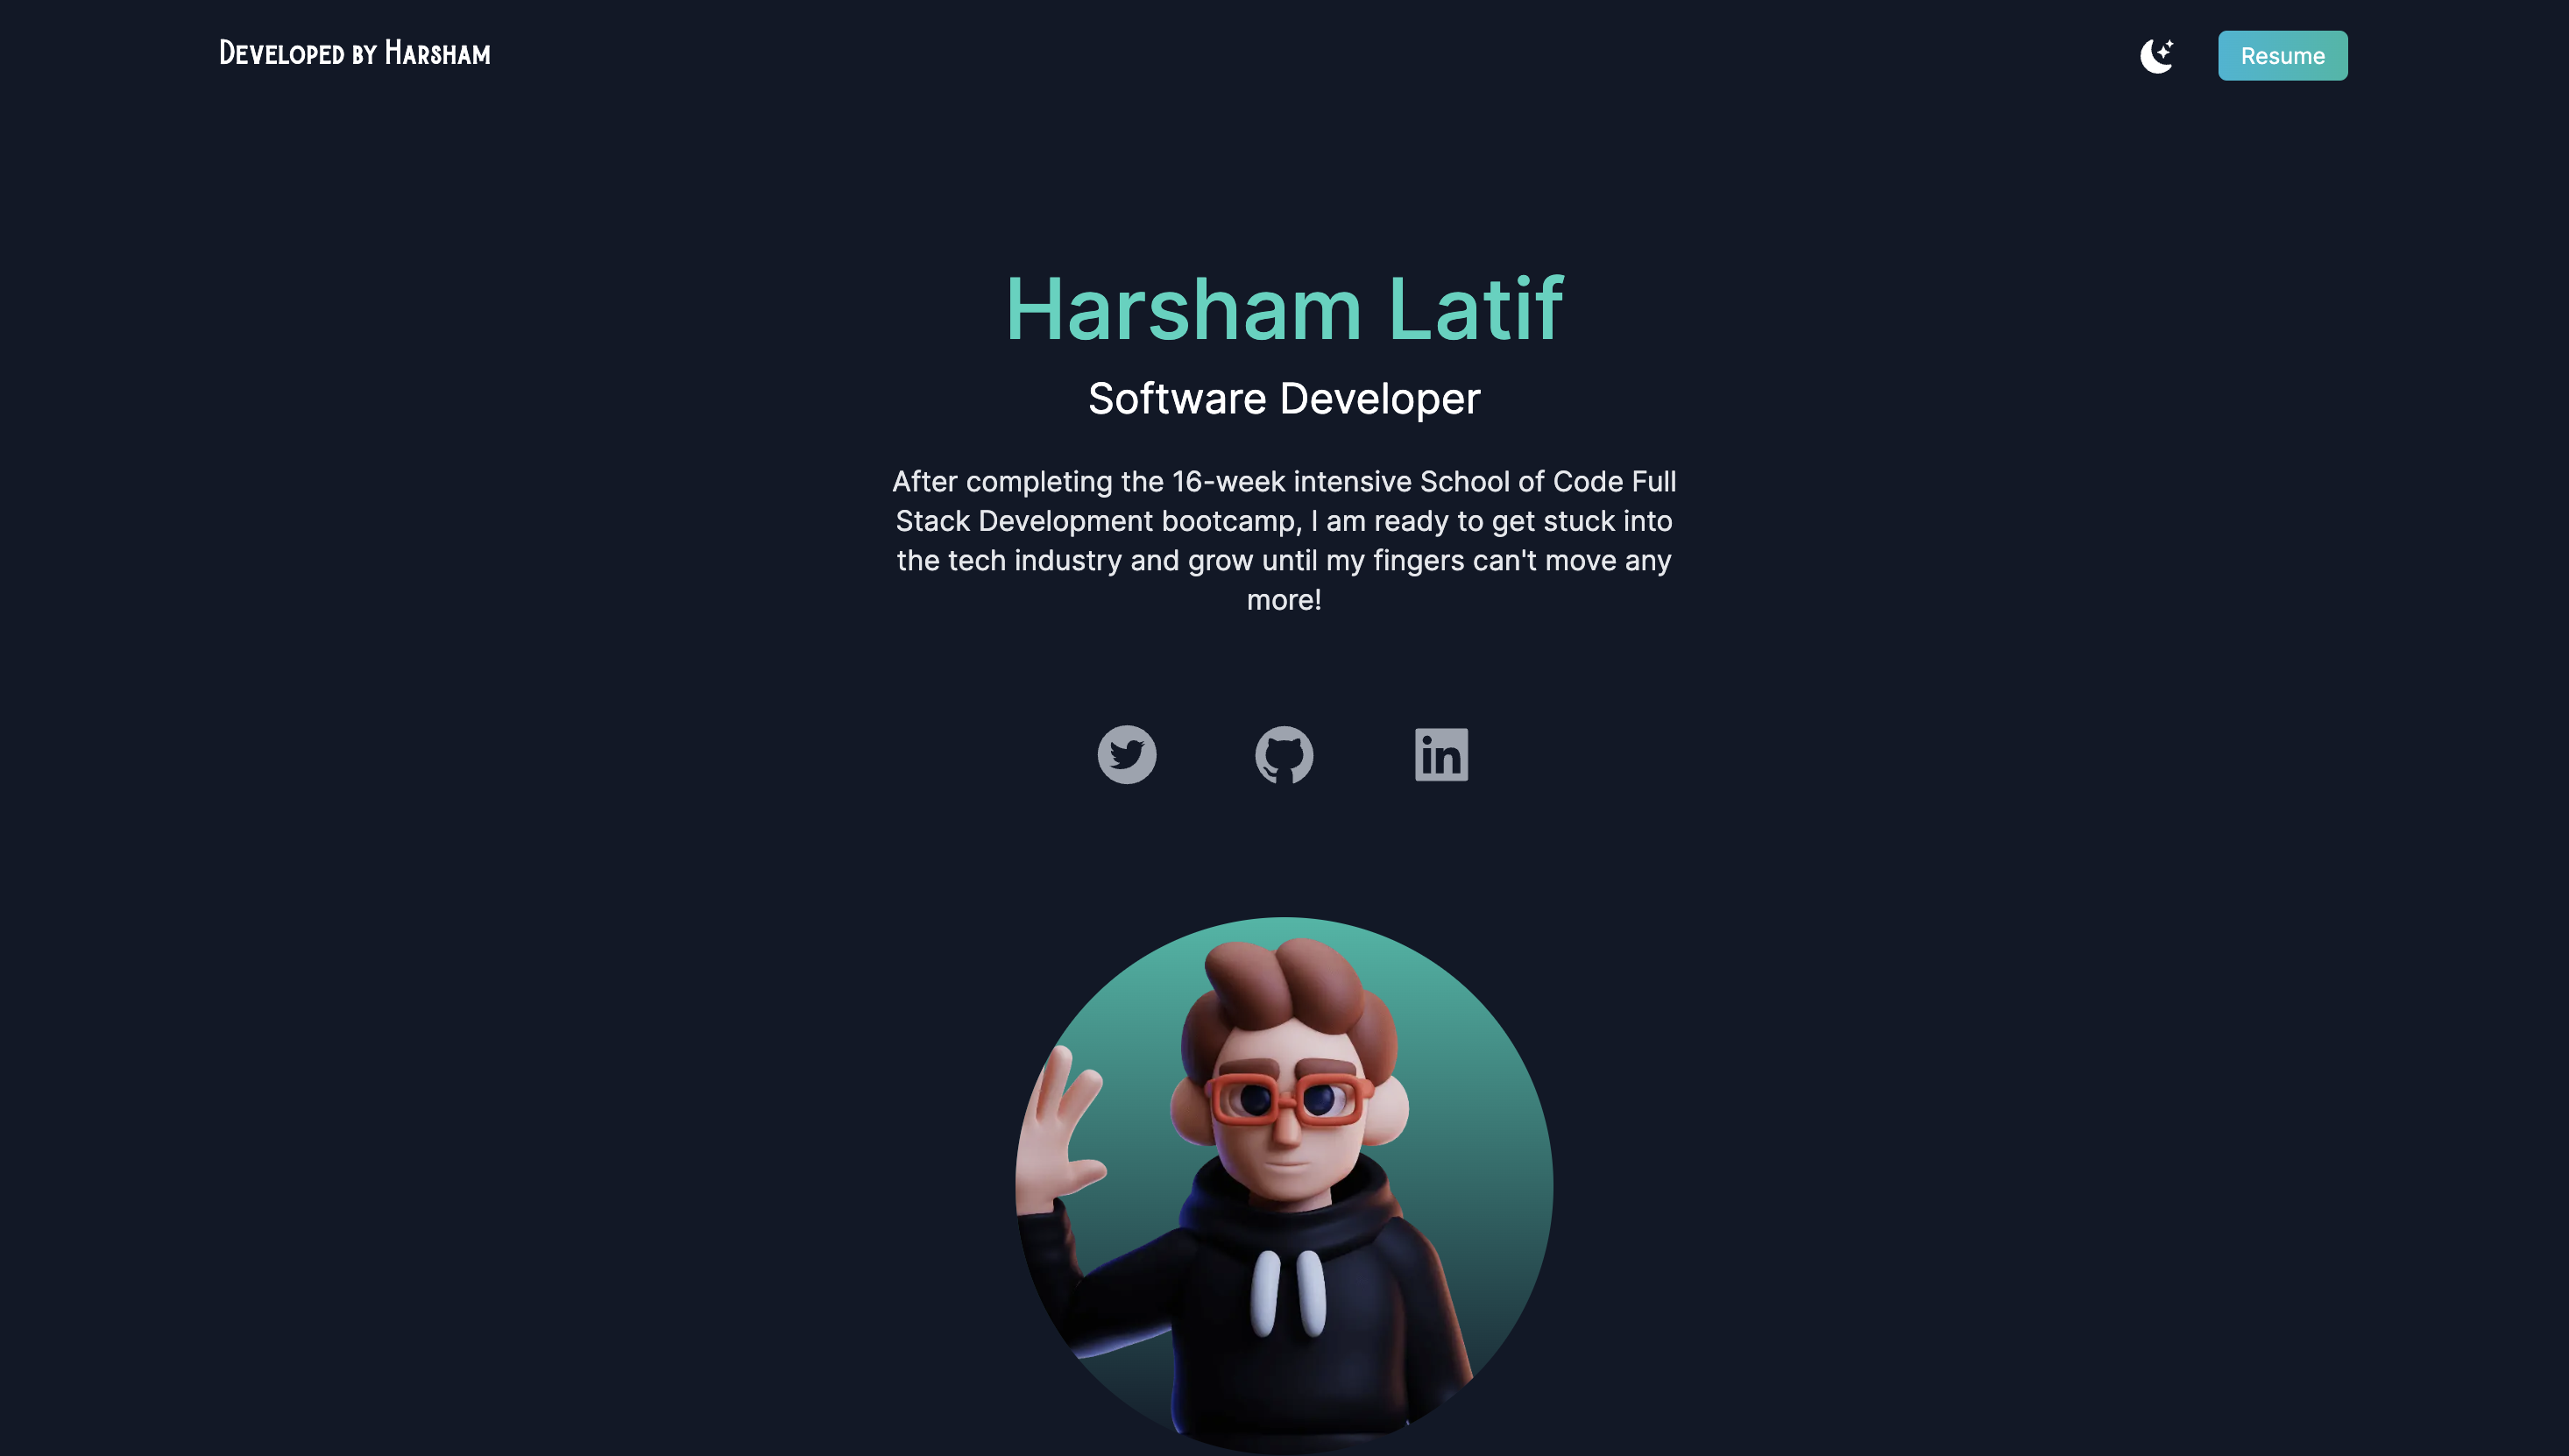 Developed by Harsham
Resume
Harsham Latif
Software Developer
After completing the 16-week intensive School of Code Full
Stack Development bootcamp, I am ready to get stuck into
the tech industry and grow until my fingers can't move any
more!
in